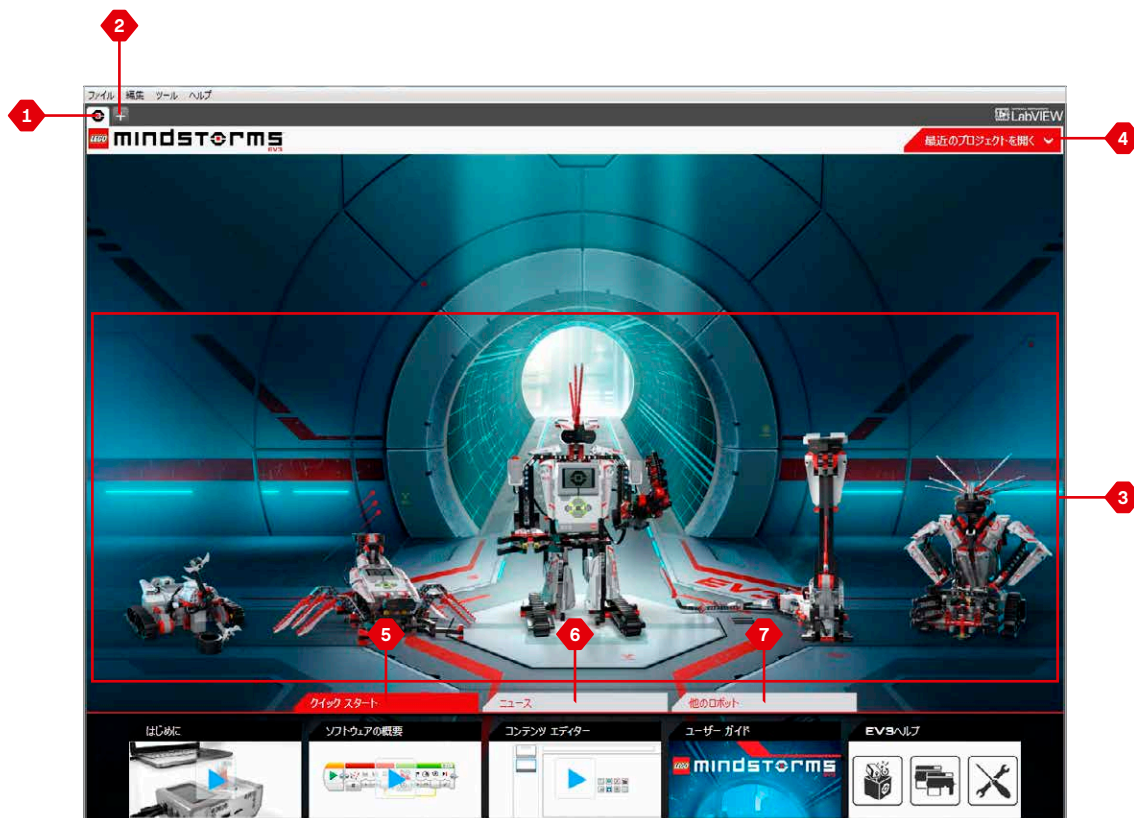 2
ファイル 編集 ツール ヘルプ
1
LabVIEW
LEGO mindstorms
EV3
最近のプロジェクトを開く
4
3
EV3
5
6
7
クイック スタート
ニュース
他のロボット
はじめに
ソフトウェアの概要
コンテンツ エディター
ユーザー ガイド
EV3ヘルプ
LEGO mindstorms
EV3